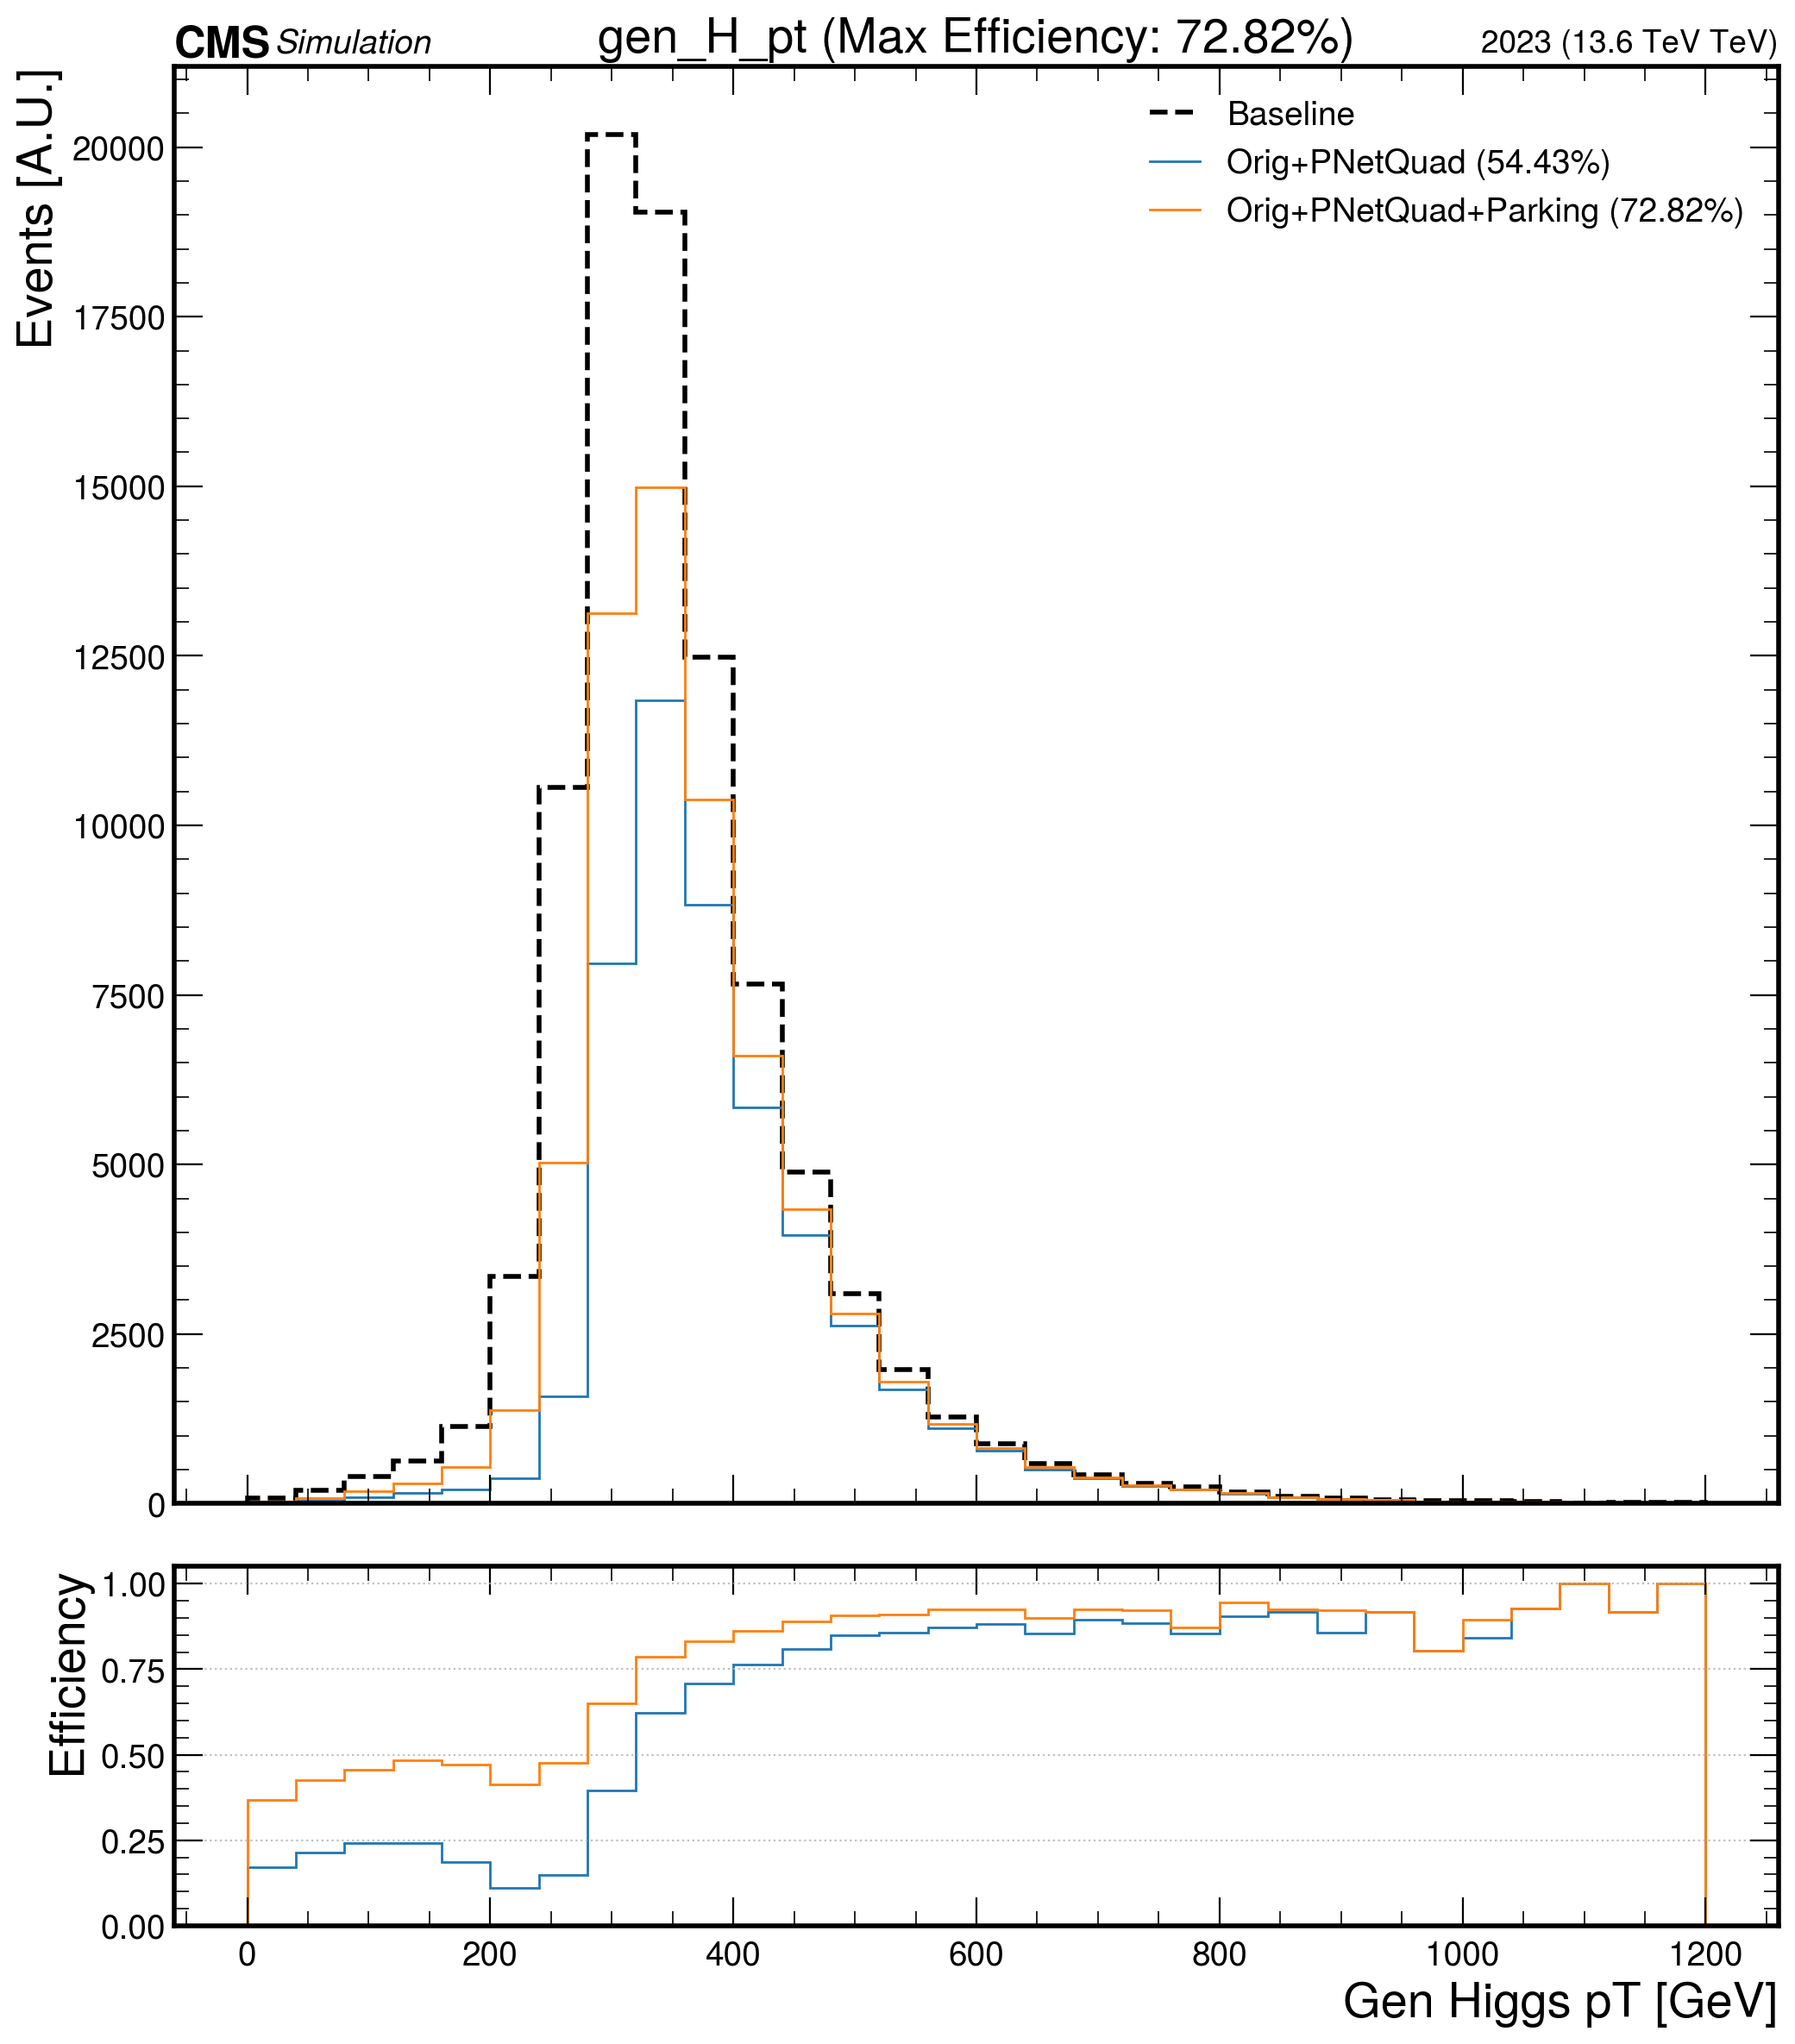 CMS Simulation gen_H_pt (Max Efficiency: 72.82%) 2023 (13.6 TeV TeV)
Events [A.U.]
Baseline
Orig+PNetQuad (54.43%)
Orig+PNetQuad+Parking (72.82%)
20000
17500
15000
12500
10000
7500
5000
2500
0
Efficiency
1.00
0.75
0.50
0.25
0.00
0 200 400 600 800 1000 1200
Gen Higgs pT [GeV]